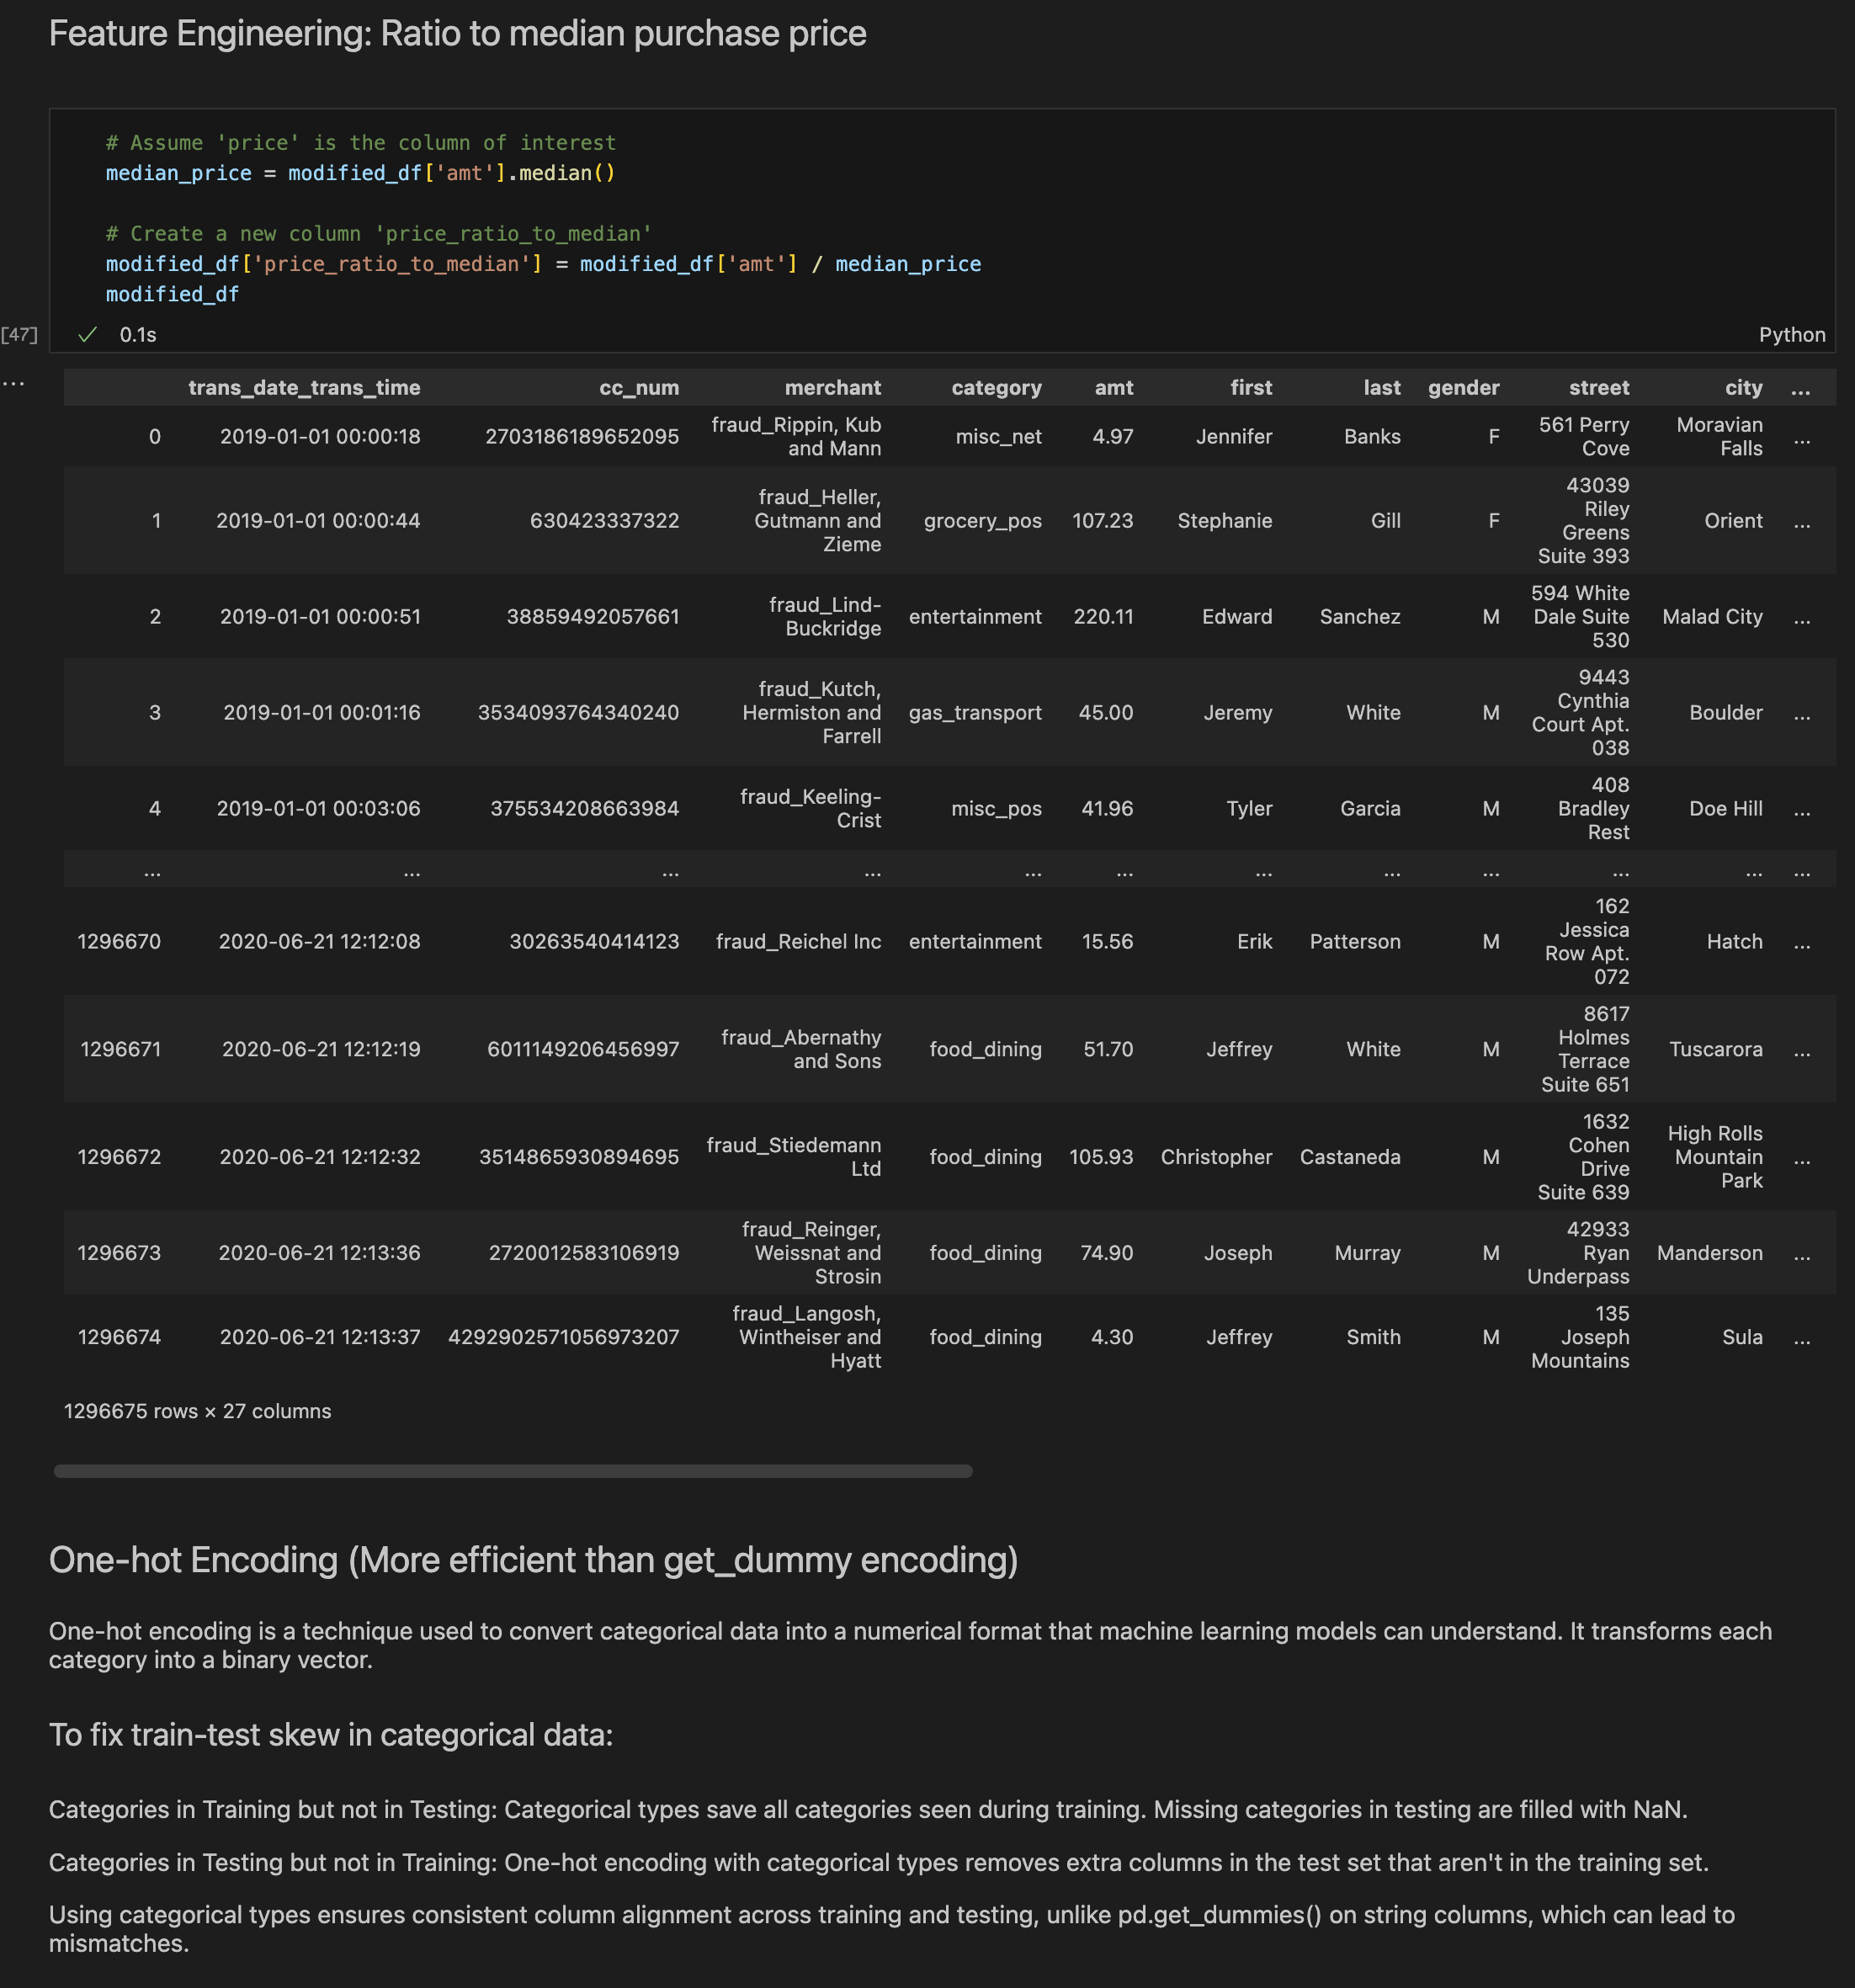 Feature Engineering: Ratio to median purchase price
# Assume 'price' is the column of interest
median_price = modified_df['amt'].median()
# Create a new column 'price_ratio_to_median'
modified_df['price_ratio_to_median'] = modified_df['amt'] / median_price
modified_df
[47] ✓ 0.1s Python
...
trans_date_trans_time cc_num merchant category amt first last gender street city ...
0 2019-01-01 00:00:18 2703186189652095 fraud_Rippin, Kub and Mann misc_net 4.97 Jennifer Banks F 561 Perry Cove Moravian Falls ...
1 2019-01-01 00:00:44 630423337322 fraud_Heller, Gutmann and Zieme grocery_pos 107.23 Stephanie Gill F 43039 Riley Greens Suite 393 Orient ...
2 2019-01-01 00:00:51 38859492057661 fraud_Lind-Buckridge entertainment 220.11 Edward Sanchez M 594 White Dale Suite 530 Malad City ...
3 2019-01-01 00:01:16 3534093764340240 fraud_Kutch, Hermiston and Farrell gas_transport 45.00 Jeremy White M 9443 Cynthia Court Apt. 038 Boulder ...
4 2019-01-01 00:03:06 375534208663984 fraud_Keeling-Crist misc_pos 41.96 Tyler Garcia M 408 Bradley Rest Doe Hill ...
... ... ... ... ... ... ... ... ... ... ... ...
1296670 2020-06-21 12:12:08 30263540414123 fraud_Reichel Inc entertainment 15.56 Erik Patterson M 162 Jessica Row Apt. 072 Hatch ...
1296671 2020-06-21 12:12:19 6011149206456997 fraud_Abernathy and Sons food_dining 51.70 Jeffrey White M 8617 Holmes Terrace Suite 651 Tuscarora ...
1296672 2020-06-21 12:12:32 3514865930894695 fraud_Stiedemann Ltd food_dining 105.93 Christopher Castaneda M 1632 Cohen Drive Suite 639 High Rolls Mountain Park ...
1296673 2020-06-21 12:13:36 2720012583106919 fraud_Reinger, Weissnat and Strosin food_dining 74.90 Joseph Murray M 42933 Ryan Underpass Manderson ...
1296674 2020-06-21 12:13:37 4292902571056973207 fraud_Langosh, Wintheiser and Hyatt food_dining 4.30 Jeffrey Smith M 135 Joseph Mountains Sula ...
1296675 rows × 27 columns
One-hot Encoding (More efficient than get_dummy encoding)
One-hot encoding is a technique used to convert categorical data into a numerical format that machine learning models can understand. It transforms each
category into a binary vector.
To fix train-test skew in categorical data:
Categories in Training but not in Testing: Categorical types save all categories seen during training. Missing categories in testing are filled with NaN.
Categories in Testing but not in Training: One-hot encoding with categorical types removes extra columns in the test set that aren't in the training set.
Using categorical types ensures consistent column alignment across training and testing, unlike pd.get_dummies() on string columns, which can lead to
mismatches.